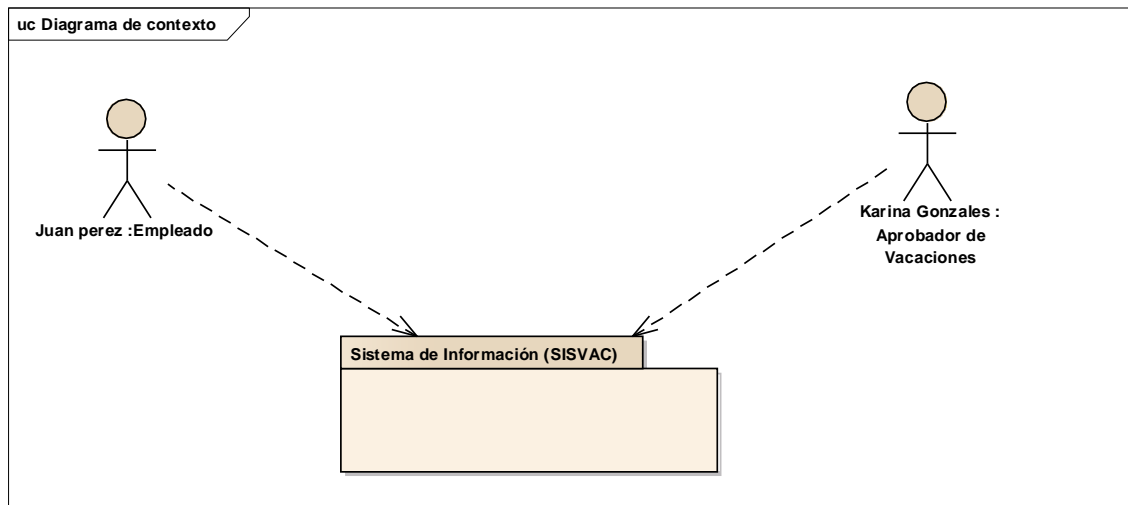 uc Diagrama de contexto
Juan perez :Empleado
Karina Gonzales :
Aprobador de
Vacaciones
Sistema de Información (SISVAC)